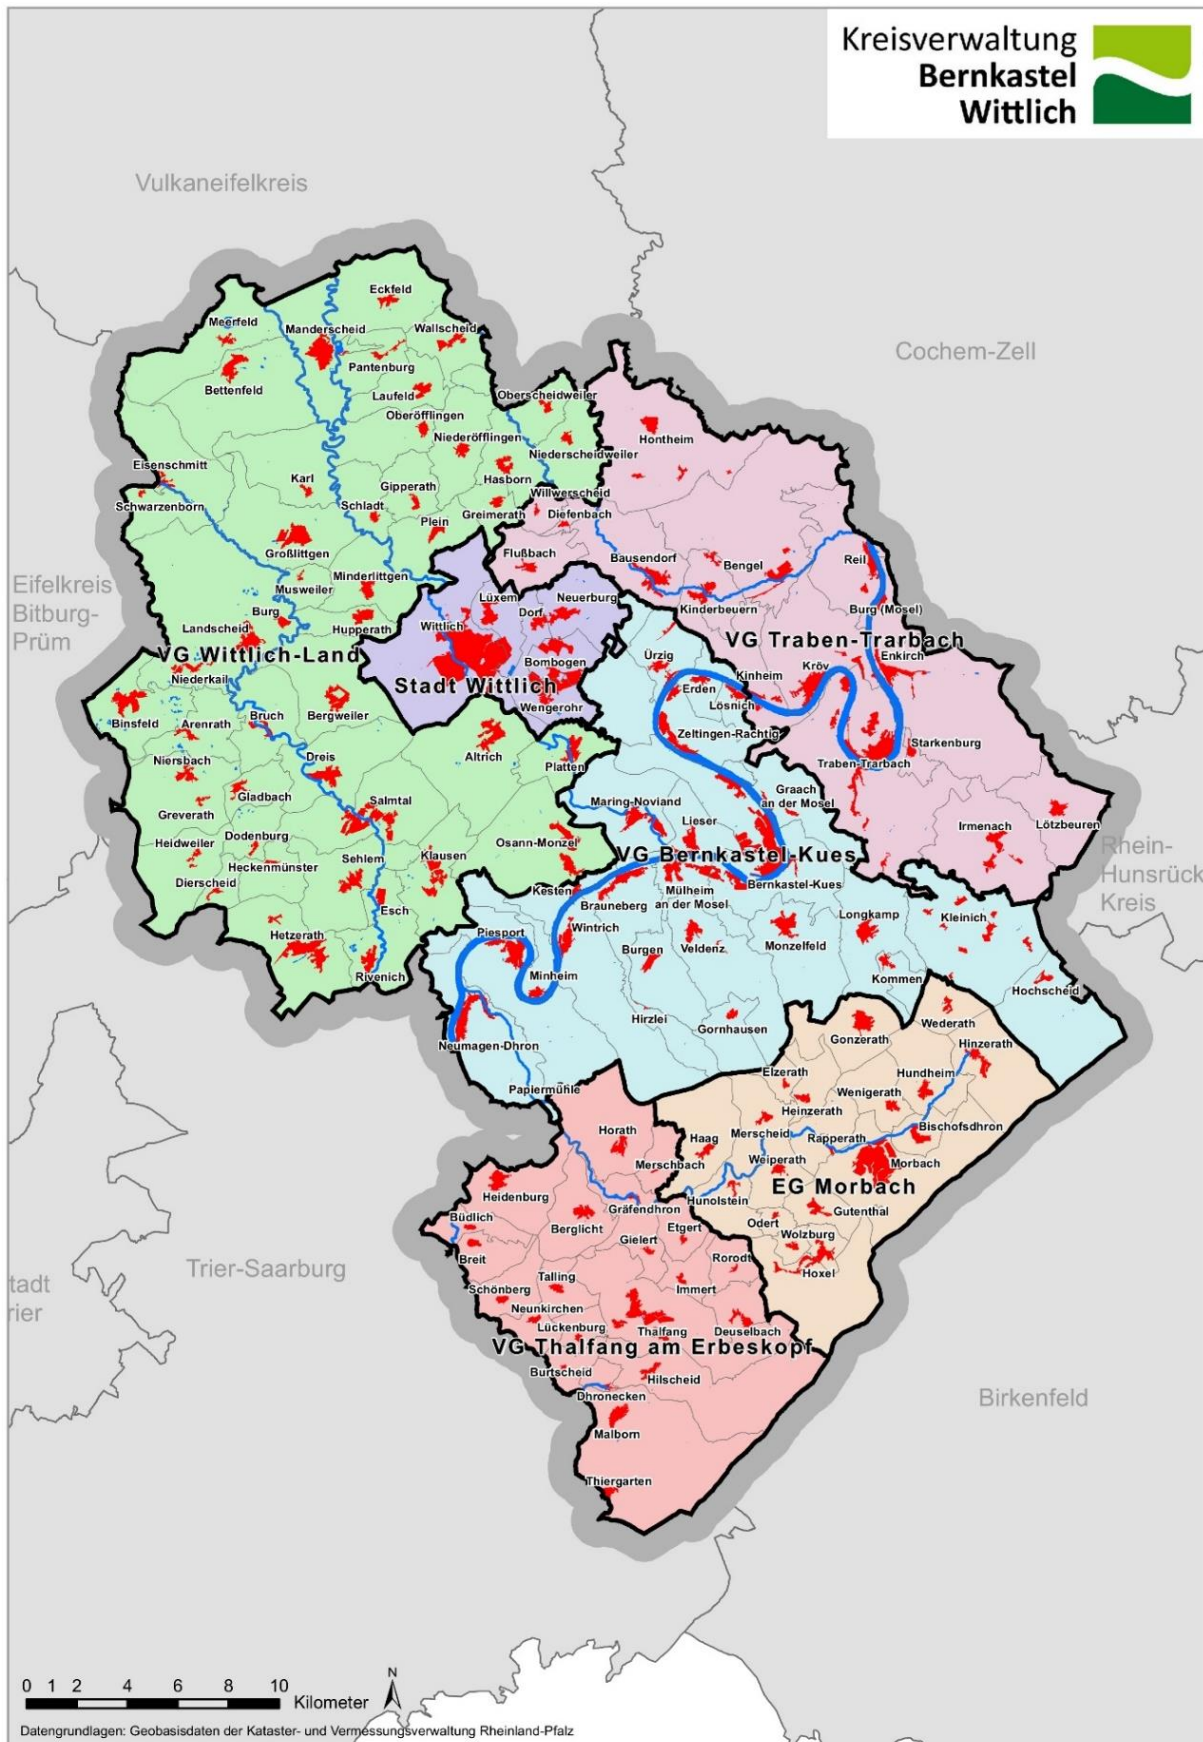 Kreisverwaltung
Bernkastel
Wittlich
Vulkaneifelkreis
Cochem-Zell
Eifelkreis
Bitburg-
Prüm
Rhein-
Hunsrück
Kreis
Trier-Saarburg
tadt
rier
Birkenfeld
VG Wittlich-Land
Eckfeld
Meerfeld
Manderscheid
Wallscheid
Pantenburg
Bettenfeld
Laufeld
Oberscheidweiler
Oberöfflingen
Niederöfflingen
Niederscheidweiler
Eisenschmitt
Karl
Gipperath
Hasborn
Willwerscheid
Schwarzenborn
Schladt
Plein
Greimerath
Großlittgen
Minderlittgen
Musweiler
Burg
Landscheid
Hupperath
Niederkail
Binsfeld
Arenrath
Bruch
Bergweiler
Niersbach
Dreis
Altrich
Platten
Gladbach
Salmtal
Greverath
Dodenburg
Heidweiler
Heckenmünster
Sehlem
Klausen
Osann-Monzel
Dierscheid
Esch
Hetzerath
Rivenich
Stadt Wittlich
Lüxem
Neuerburg
Dorf
Wittlich
Bombogen
Wengerohr
VG Traben-Trarbach
Hontheim
Diefenbach
Flußbach
Bausendorf
Bengel
Reil
Kinderbeuern
Burg (Mosel)
Enkirch
Kröv
Kinheim
Starkenburg
Traben-Trarbach
Irmenach
Lötzbeuren
VG Bernkastel-Kues
Ürzig
Erden
Lösnich
Zeltingen-Rachtig
Graach
an der Mosel
Maring-Noviand
Lieser
Bernkastel-Kues
Kesten
Brauneberg
Mülheim
an der Mosel
Wintrich
Piesport
Burgen
Veldenz
Monzelfeld
Longkamp
Kleinich
Minheim
Kommen
Hochscheid
Hirzlei
Gornhausen
Neumagen-Dhron
Papiermühle
EG Morbach
Wederath
Gonzerath
Hinzerath
Elzerath
Hundheim
Wenigerath
Heinzerath
Bischofsdhron
Haag
Merscheid
Rapperath
Morbach
Weiperath
Hunolstein
Gutenthal
Odert
Wolzburg
Hoxel
VG Thalfang am Erbeskopf
Horath
Merschbach
Heidenburg
Gräfendhron
Büdlich
Berglicht
Etgert
Gielert
Breit
Rorodt
Talling
Schönberg
Immert
Neunkirchen
Lückenburg
Thalfang
Deuselbach
Burtscheid
Hilscheid
Dhronecken
Malborn
Thiergarten
0 1 2 4 6 8 10
Kilometer
N
Datengrundlagen: Geobasisdaten der Kataster- und Vermessungsverwaltung Rheinland-Pfalz